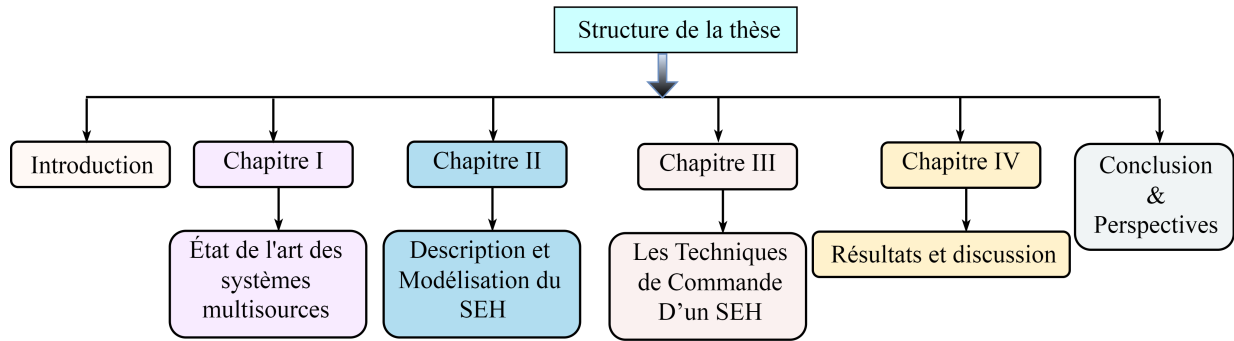 Structure de la thèse
Introduction
Chapitre I
Chapitre II
Chapitre III
Chapitre IV
Conclusion
&
Perspectives
État de l'art des
systèmes
multisources
Description et
Modélisation du
SEH
Les Techniques
de Commande
D’un SEH
Résultats et discussion